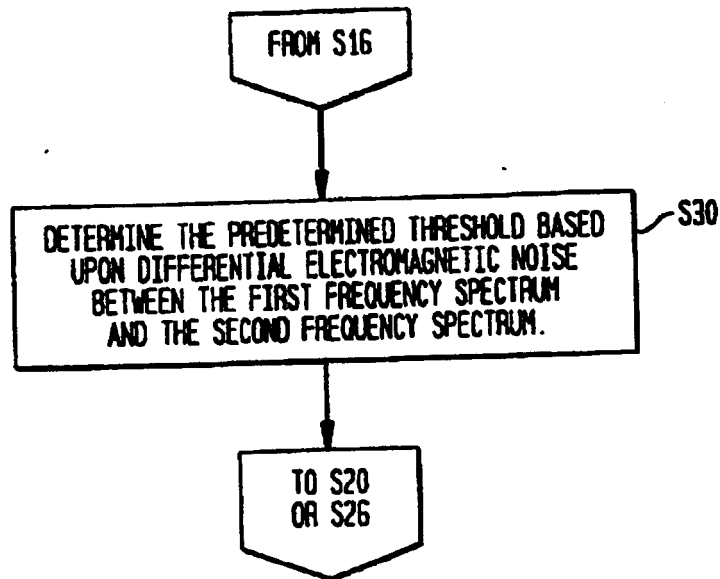 FROM S16
DETERMINE THE PREDETERMINED THRESHOLD BASED
UPON DIFFERENTIAL ELECTROMAGNETIC NOISE
BETWEEN THE FIRST FREQUENCY SPECTRUM
AND THE SECOND FREQUENCY SPECTRUM.
S30
TO S20
OR S26